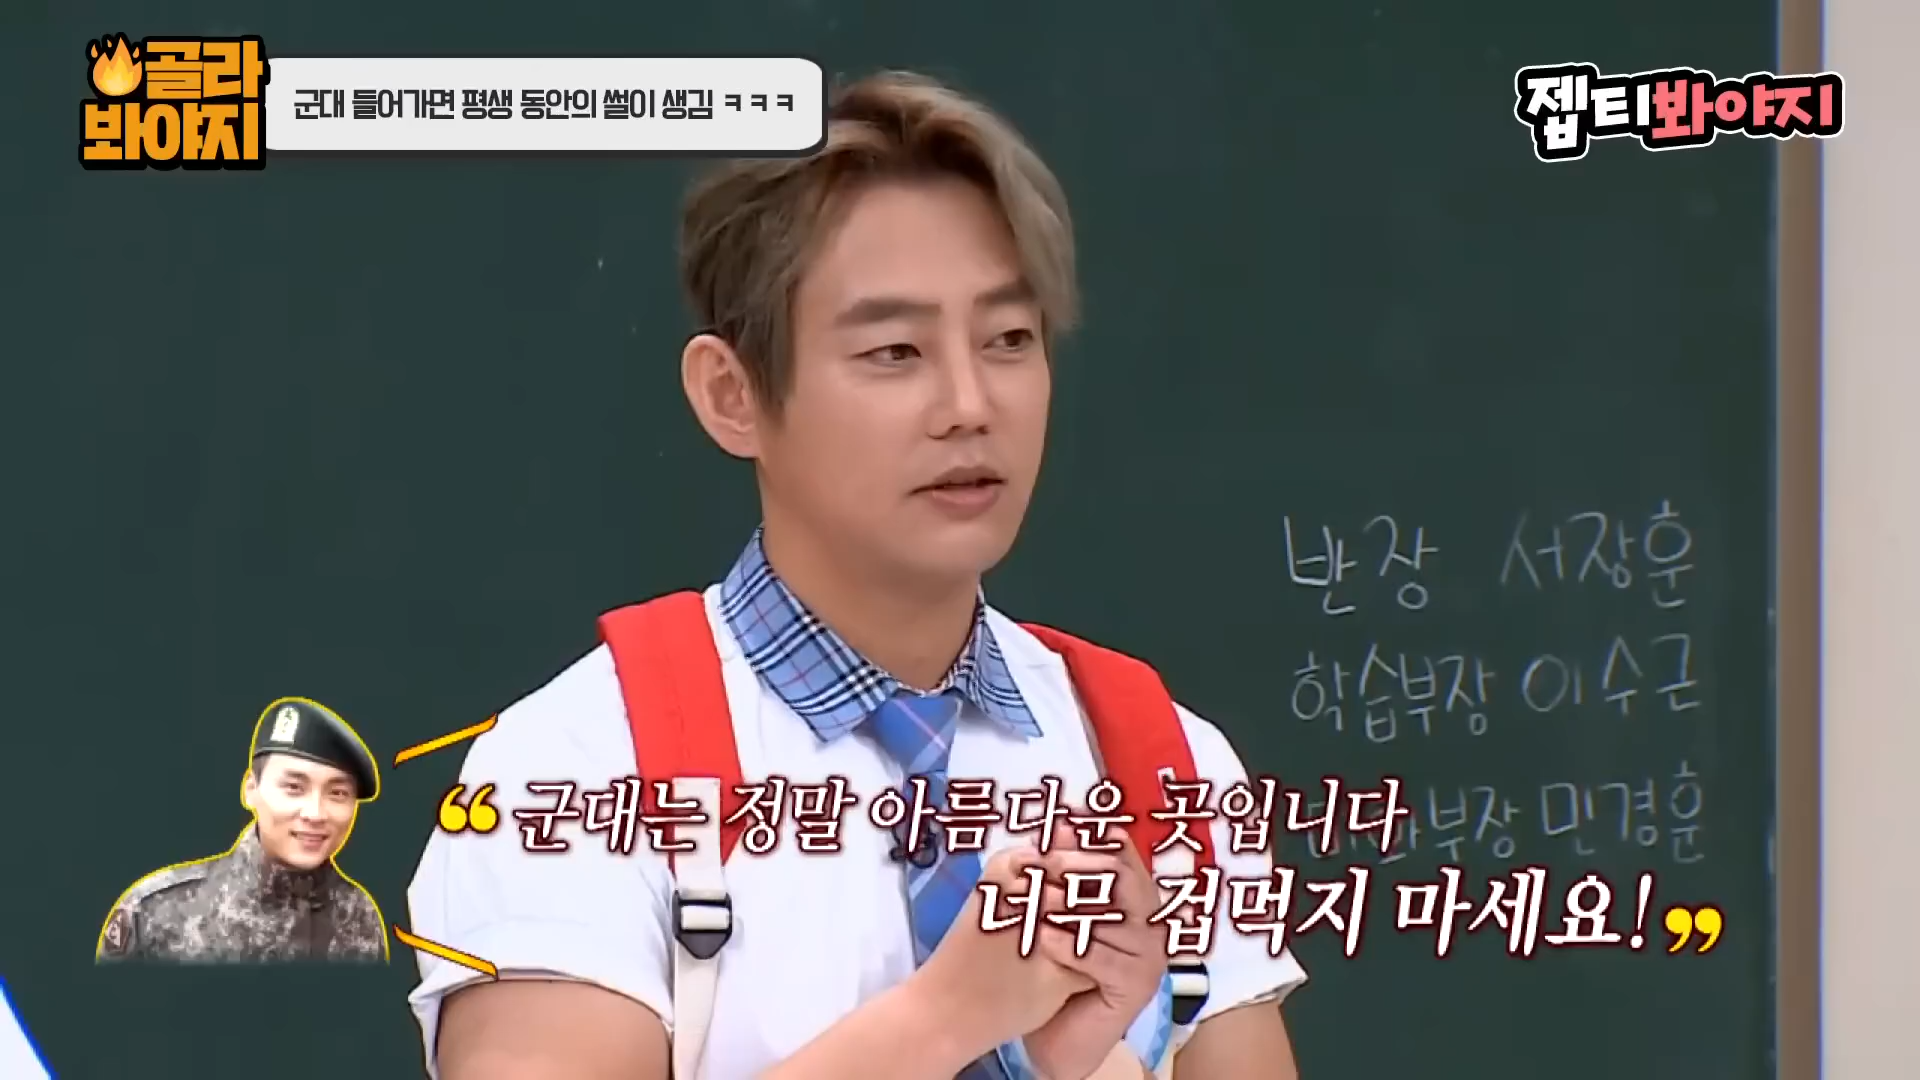 골라
봐야지
군대 들어가면 평생 동안의 썰이 생김 ㅋㅋㅋ
젭티봐야지
반장 서장훈
학습부장 이수근
부장 민경훈
“군대는 정말 아름다운 곳입니다
너무 겁먹지 마세요!”